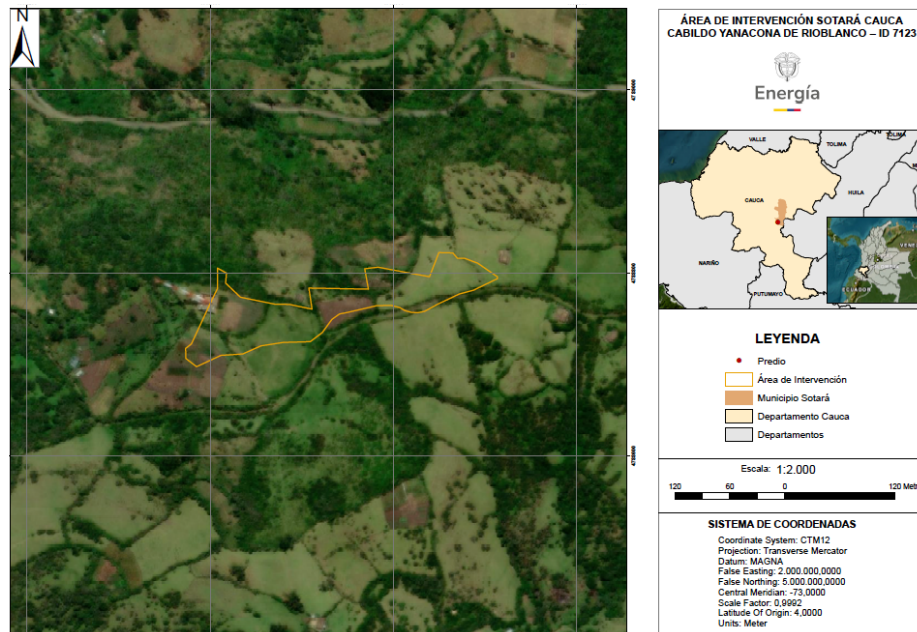 N
ÁREA DE INTERVENCIÓN SOTARÁ CAUCA
CABILDO YANACONA DE RIOBLANCO – ID 7123
Energía
VALLE
TOLIMA
TOLIMA
CAUCA
HUILA
NARIÑO
PUTUMAYO
ECUADOR
LEYENDA
Predio
Área de Intervención
Municipio Sotará
Departamento Cauca
Departamentos
Escala: 1:2.000
120 60 0 120 Metr
SISTEMA DE COORDENADAS
Coordinate System: CTM12
Projection: Transverse Mercator
Datum: MAGNA
False Easting: 2.000.000,0000
False Northing: 5.000.000,0000
Central Meridian: -73,0000
Scale Factor: 0,9992
Latitude Of Origin: 4,0000
Units: Meter